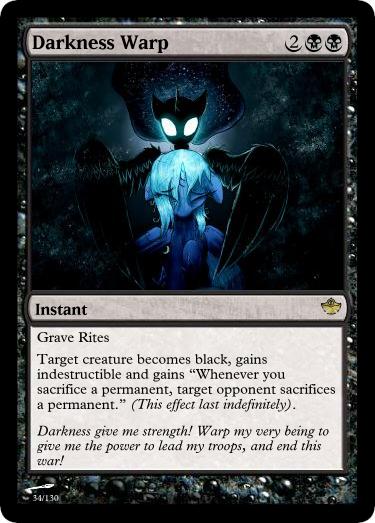 Darkness Warp 2
Instant
Grave Rites
Target creature becomes black, gains
indestructible and gains “Whenever you
sacrifice a permanent, target opponent sacrifices
a permanent.” (This effect last indefinitely).
Darkness give me strength! Warp my very being to
give me the power to lead my troops, and end this
war!
34/130